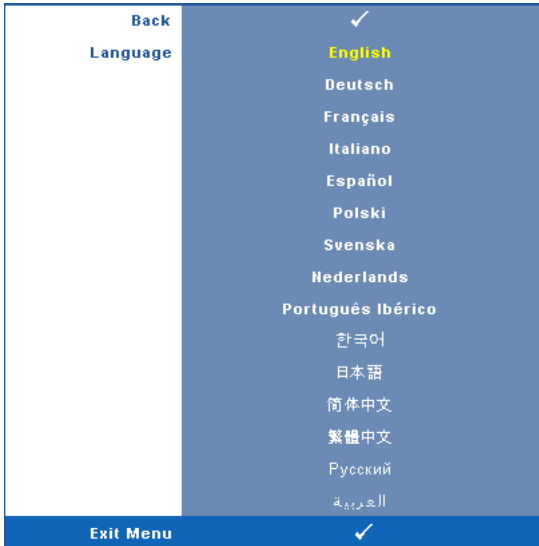 Back ✓
Language English
Deutsch
Français
Italiano
Español
Polski
Svenska
Nederlands
Português Ibérico
한국어
日本語
简体中文
繁體中文
Русский
العربية
Exit Menu ✓